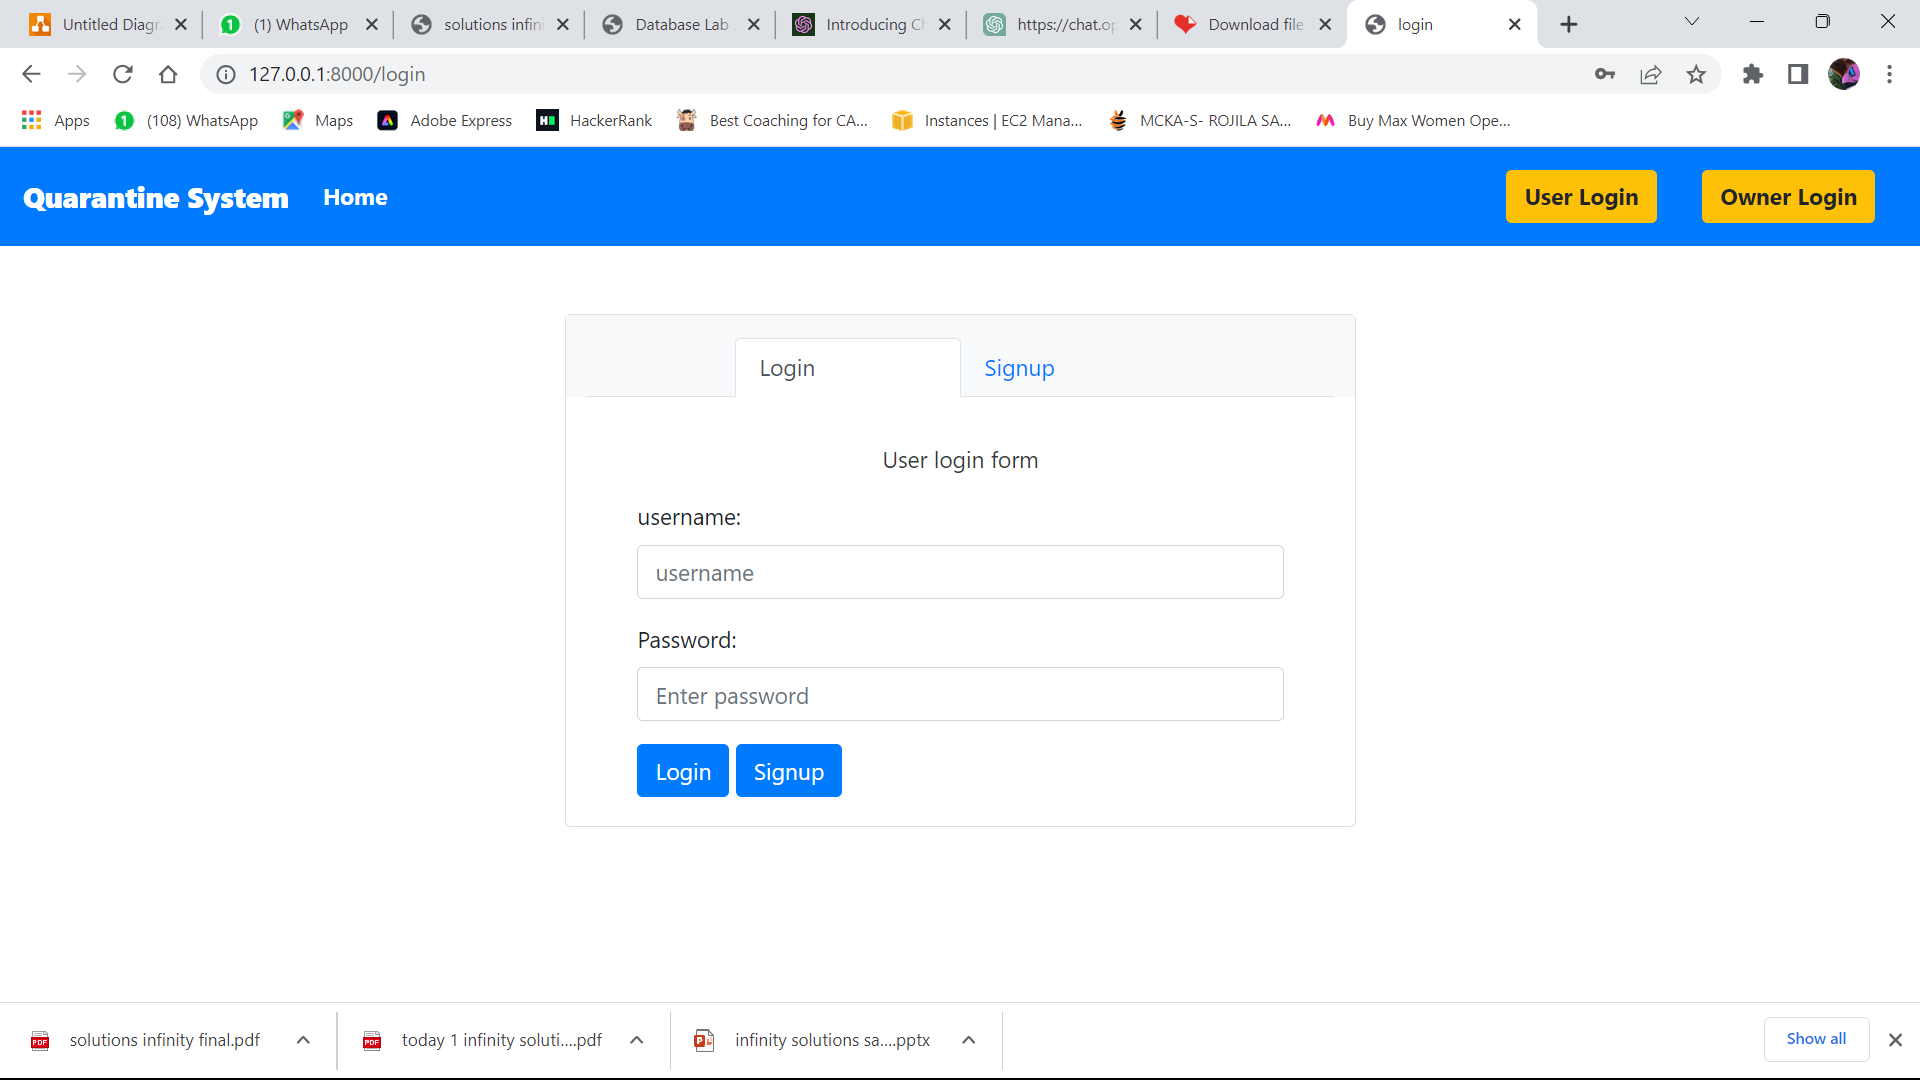 Untitled Diagr
(1) WhatsApp
solutions infini
Database Lab
Introducing Ch
https://chat.op
Download file
login
127.0.0.1:8000/login
Apps
1
(108) WhatsApp
Maps
Adobe Express
HackerRank
Best Coaching for CA...
Instances | EC2 Mana...
MCKA-S- ROJILA SA...
Buy Max Women Ope...
Quarantine System
Home
User Login
Owner Login
Login
Signup
User login form
username:
username
Password:
Enter password
Login
Signup
solutions infinity final.pdf
today 1 infinity soluti....pdf
infinity solutions sa....pptx
Show all